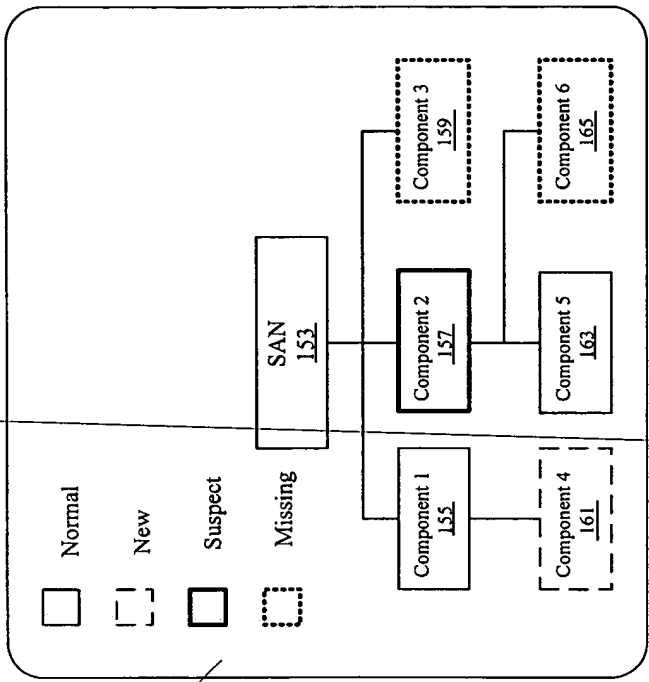 Normal
New
Suspect
Missing
SAN
153
Component 1
155
Component 2
157
Component 3
159
Component 4
161
Component 5
163
Component 6
165